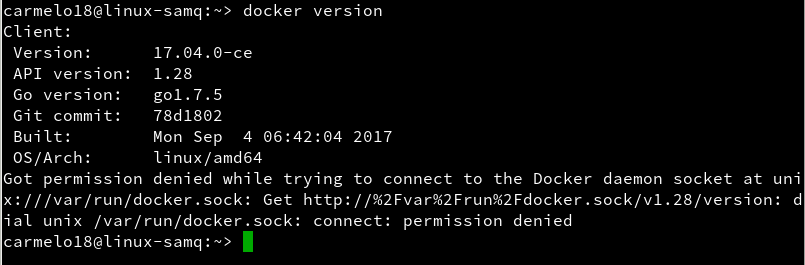 carmelo18@linux-samq:~> docker version
Client:
 Version:      17.04.0-ce
 API version:  1.28
 Go version:   go1.7.5
 Git commit:   78d1802
 Built:        Mon Sep  4 06:42:04 2017
 OS/Arch:      linux/amd64
Got permission denied while trying to connect to the Docker daemon socket at uni
x:///var/run/docker.sock: Get http://%2Fvar%2Frun%2Fdocker.sock/v1.28/version: d
ial unix /var/run/docker.sock: connect: permission denied
carmelo18@linux-samq:~>